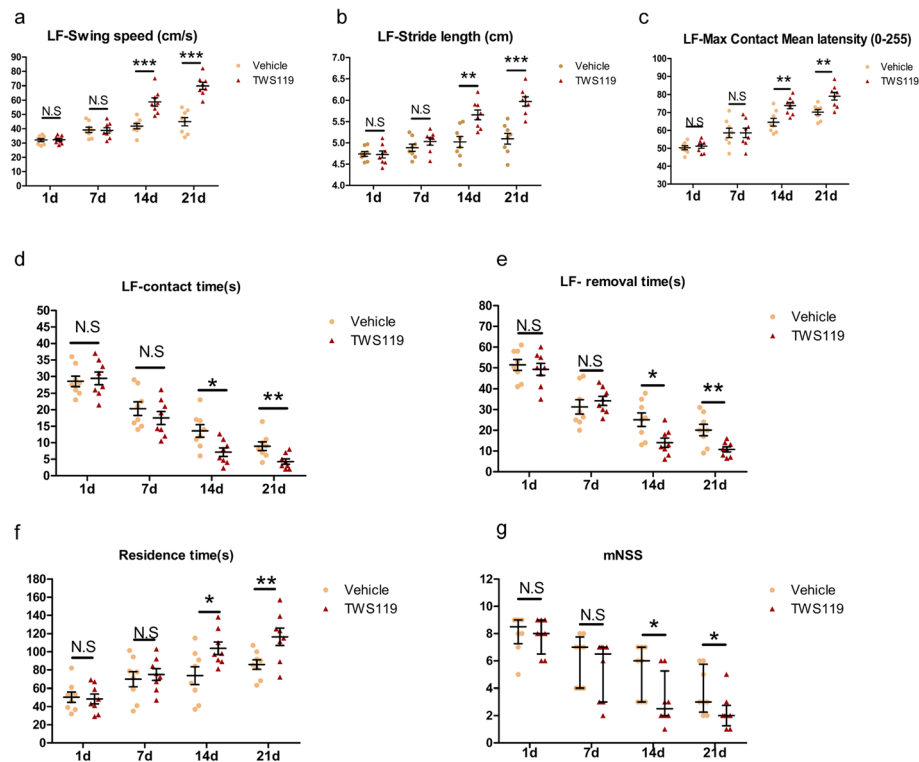 a
LF-Swing speed (cm/s)
90
80
70
60
50
40
30
20
10
0
N.S
N.S
***
***
1d 7d 14d 21d
Vehicle
TWS119
b
LF-Stride length (cm)
6.5
6.0
5.5
5.0
4.5
4.0
N.S
N.S
**
***
1d 7d 14d 21d
Vehicle
TWS119
c
LF-Max Contact Mean latensity (0-255)
110
90
70
50
30
N.S
N.S
**
**
1d 7d 14d 21d
Vehicle
TWS119
d
LF-contact time(s)
50
45
40
35
30
25
20
15
10
5
0
N.S
N.S
*
**
1d 7d 14d 21d
Vehicle
TWS119
e
LF- removal time(s)
80
70
60
50
40
30
20
10
0
N.S
N.S
*
**
1d 7d 14d 21d
Vehicle
TWS119
f
Residence time(s)
180
160
140
120
100
80
60
40
20
0
N.S
N.S
*
**
1d 7d 14d 21d
Vehicle
TWS119
g
mNSS
12
10
8
6
4
2
0
N.S
N.S
*
*
1d 7d 14d 21d
Vehicle
TWS119